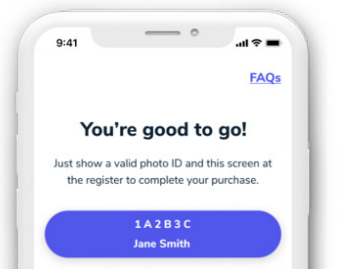 9:41
FAQs
You're good to go!
Just show a valid photo ID and this screen at
the register to complete your purchase.
1A2B3C
Jane Smith